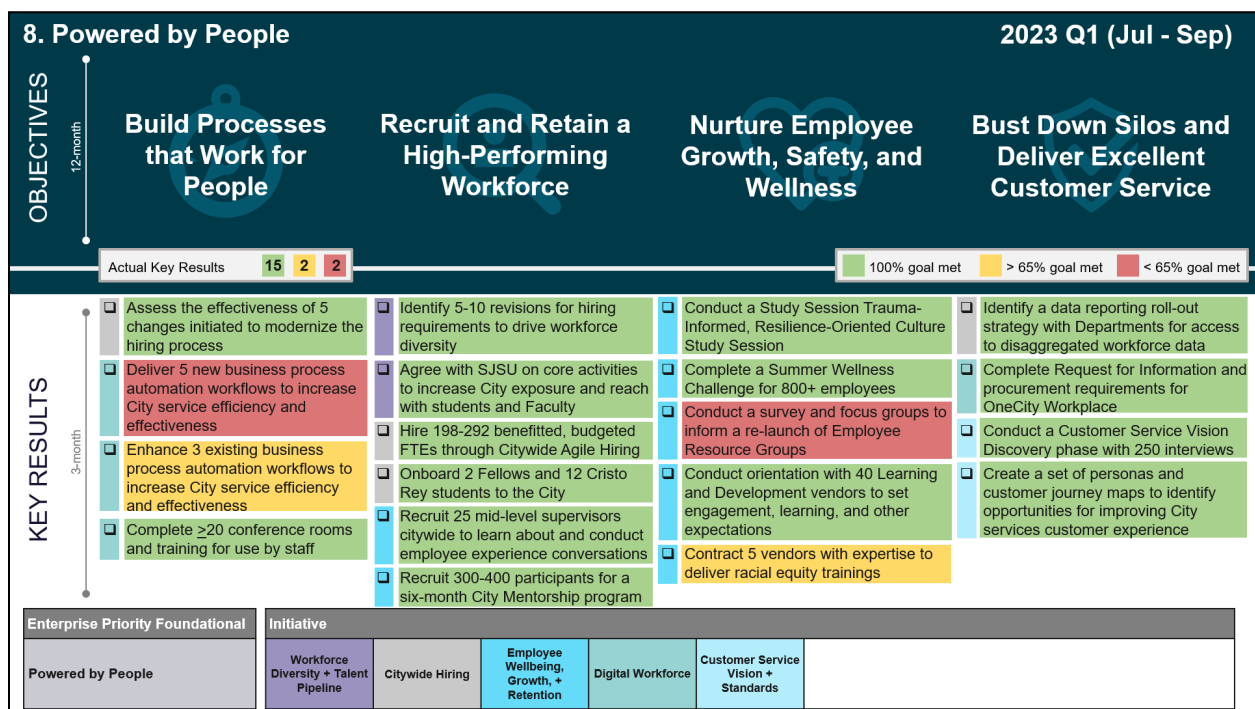 8. Powered by People
2023 Q1 (Jul - Sep)
OBJECTIVES
12-month
Build Processes
that Work for
People
Recruit and Retain a
High-Performing
Workforce
Nurture Employee
Growth, Safety, and
Wellness
Bust Down Silos and
Deliver Excellent
Customer Service
Actual Key Results 15 2 2
100% goal met > 65% goal met < 65% goal met
KEY RESULTS
3-month
❑ Assess the effectiveness of 5
changes initiated to modernize the
hiring process
❑ Deliver 5 new business process
automation workflows to increase
City service efficiency and
effectiveness
❑ Enhance 3 existing business
process automation workflows to
increase City service efficiency
and effectiveness
❑ Complete >20 conference rooms
and training for use by staff
❑ Identify 5-10 revisions for hiring
requirements to drive workforce
diversity
❑ Agree with SJSU on core activities
to increase City exposure and reach
with students and Faculty
❑ Hire 198-292 benefitted, budgeted
FTEs through Citywide Agile Hiring
❑ Onboard 2 Fellows and 12 Cristo
Rey students to the City
❑ Recruit 25 mid-level supervisors
citywide to learn about and conduct
employee experience conversations
❑ Recruit 300-400 participants for a
six-month City Mentorship program
❑ Conduct a Study Session Trauma-
Informed, Resilience-Oriented Culture
Study Session
❑ Complete a Summer Wellness
Challenge for 800+ employees
❑ Conduct a survey and focus groups to
inform a re-launch of Employee
Resource Groups
❑ Conduct orientation with 40 Learning
and Development vendors to set
engagement, learning, and other
expectations
❑ Contract 5 vendors with expertise to
deliver racial equity trainings
❑ Identify a data reporting roll-out
strategy with Departments for access
to disaggregated workforce data
❑ Complete Request for Information and
procurement requirements for
OneCity Workplace
❑ Conduct a Customer Service Vision
Discovery phase with 250 interviews
❑ Create a set of personas and
customer journey maps to identify
opportunities for improving City
services customer experience
Enterprise Priority Foundational
Initiative
Powered by People
Workforce
Diversity + Talent
Pipeline
Citywide Hiring
Employee
Wellbeing,
Growth, +
Retention
Digital Workforce
Customer Service
Vision +
Standards